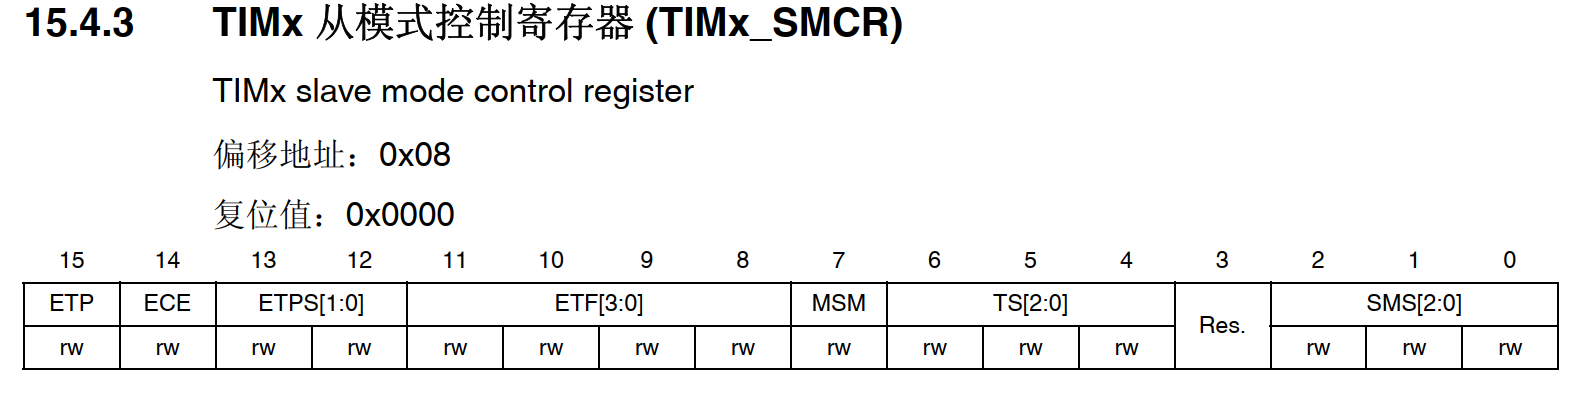 15.4.3 TIMx 从模式控制寄存器 (TIMx_SMCR)
TIMx slave mode control register
偏移地址：0x08
复位值：0x0000
15 14 13 12 11 10 9 8 7 6 5 4 3 2 1 0
ETP ECE ETPS[1:0] ETF[3:0] MSM TS[2:0] Res. SMS[2:0]
rw rw rw rw rw rw rw rw rw rw rw rw rw rw rw